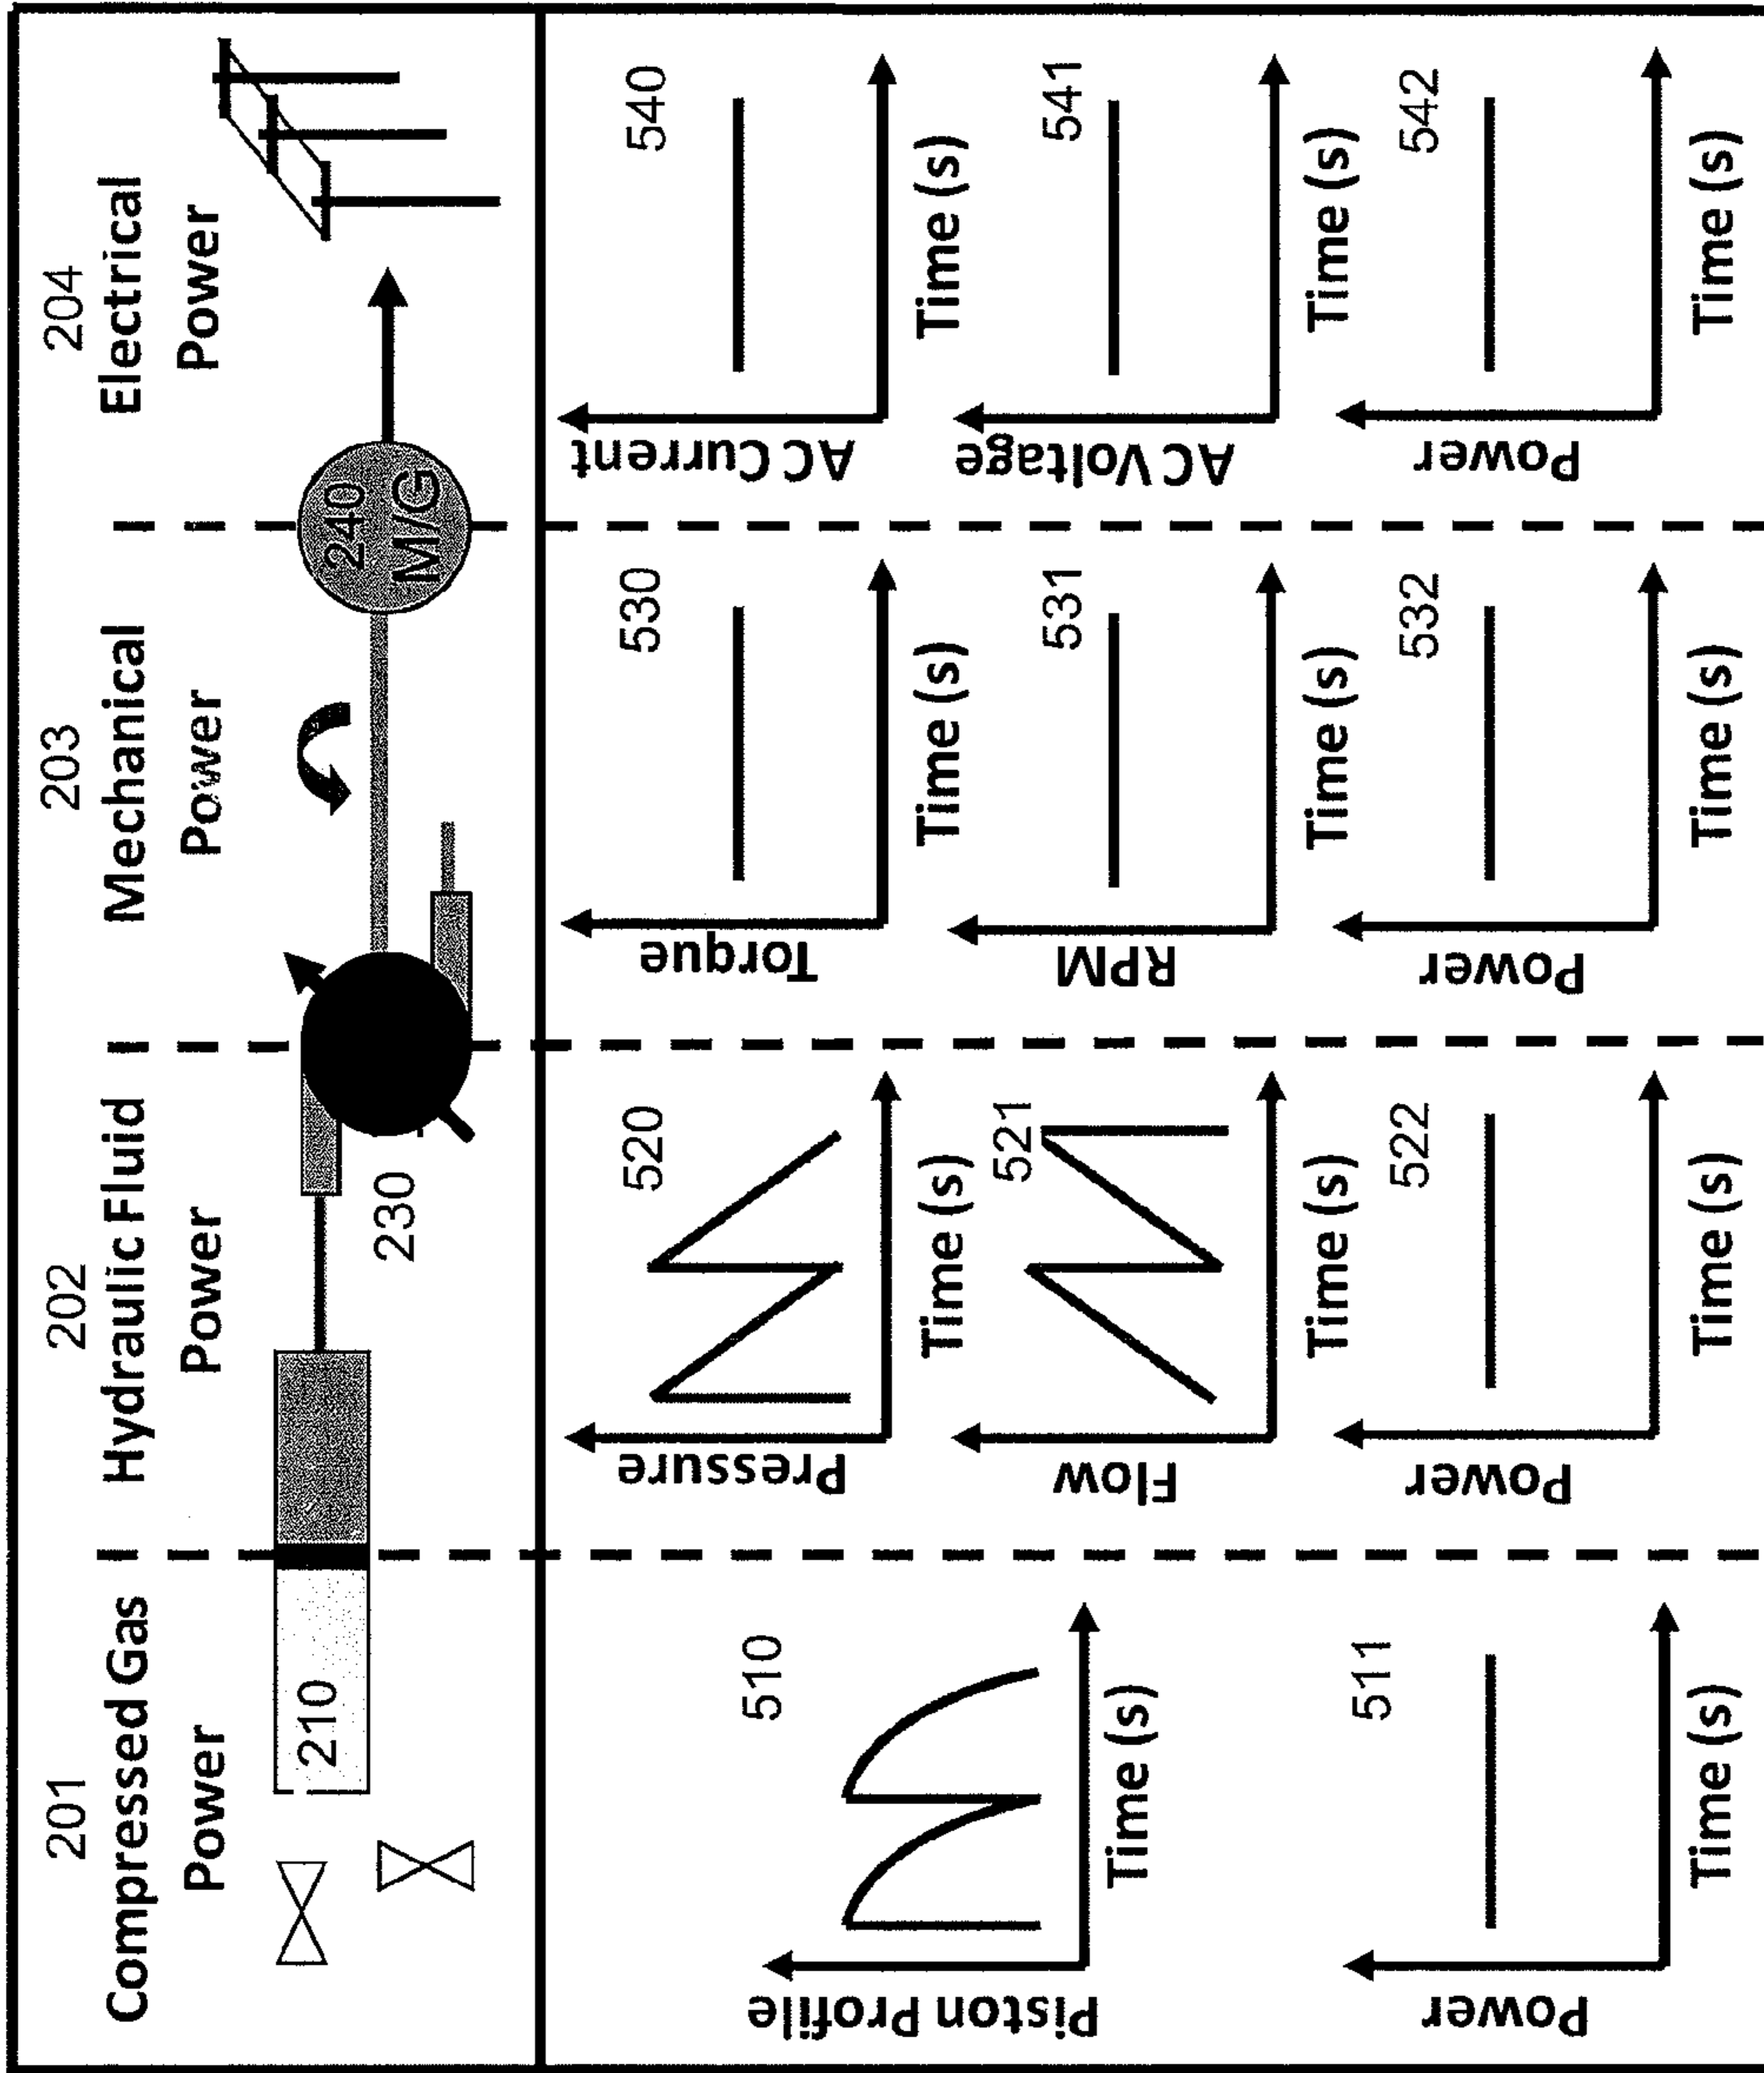 201
Compressed Gas
Power
202
Hydraulic Fluid
Power
203
Mechanical
Power
204
Electrical
Power
210
230
240
M/G
Piston Profile
510
Time (s)
Power
511
Time (s)
Pressure
520
Time (s)
Flow
521
Time (s)
Power
522
Time (s)
Torque
530
Time (s)
RPM
531
Time (s)
Power
532
Time (s)
AC Current
540
Time (s)
AC Voltage
541
Time (s)
Power
542
Time (s)